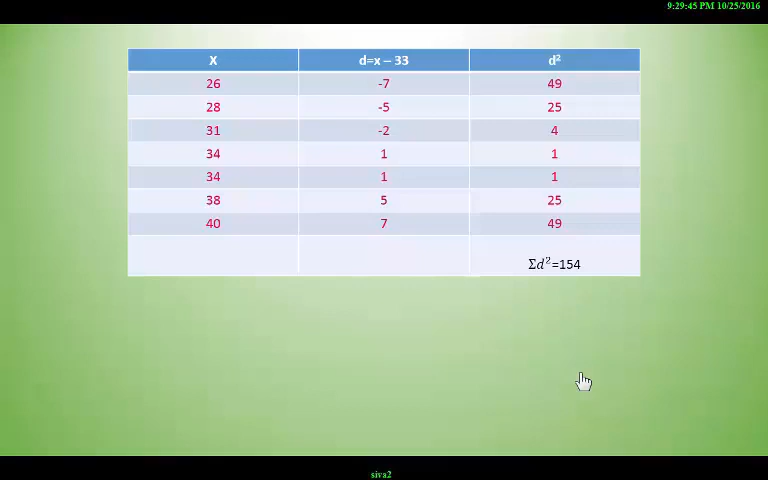 9:29:45 PM 10/25/2016
X d=x – 33 d²
26 -7 49
28 -5 25
31 -2 4
34 1 1
34 1 1
38 5 25
40 7 49
Σd²=154
siva2